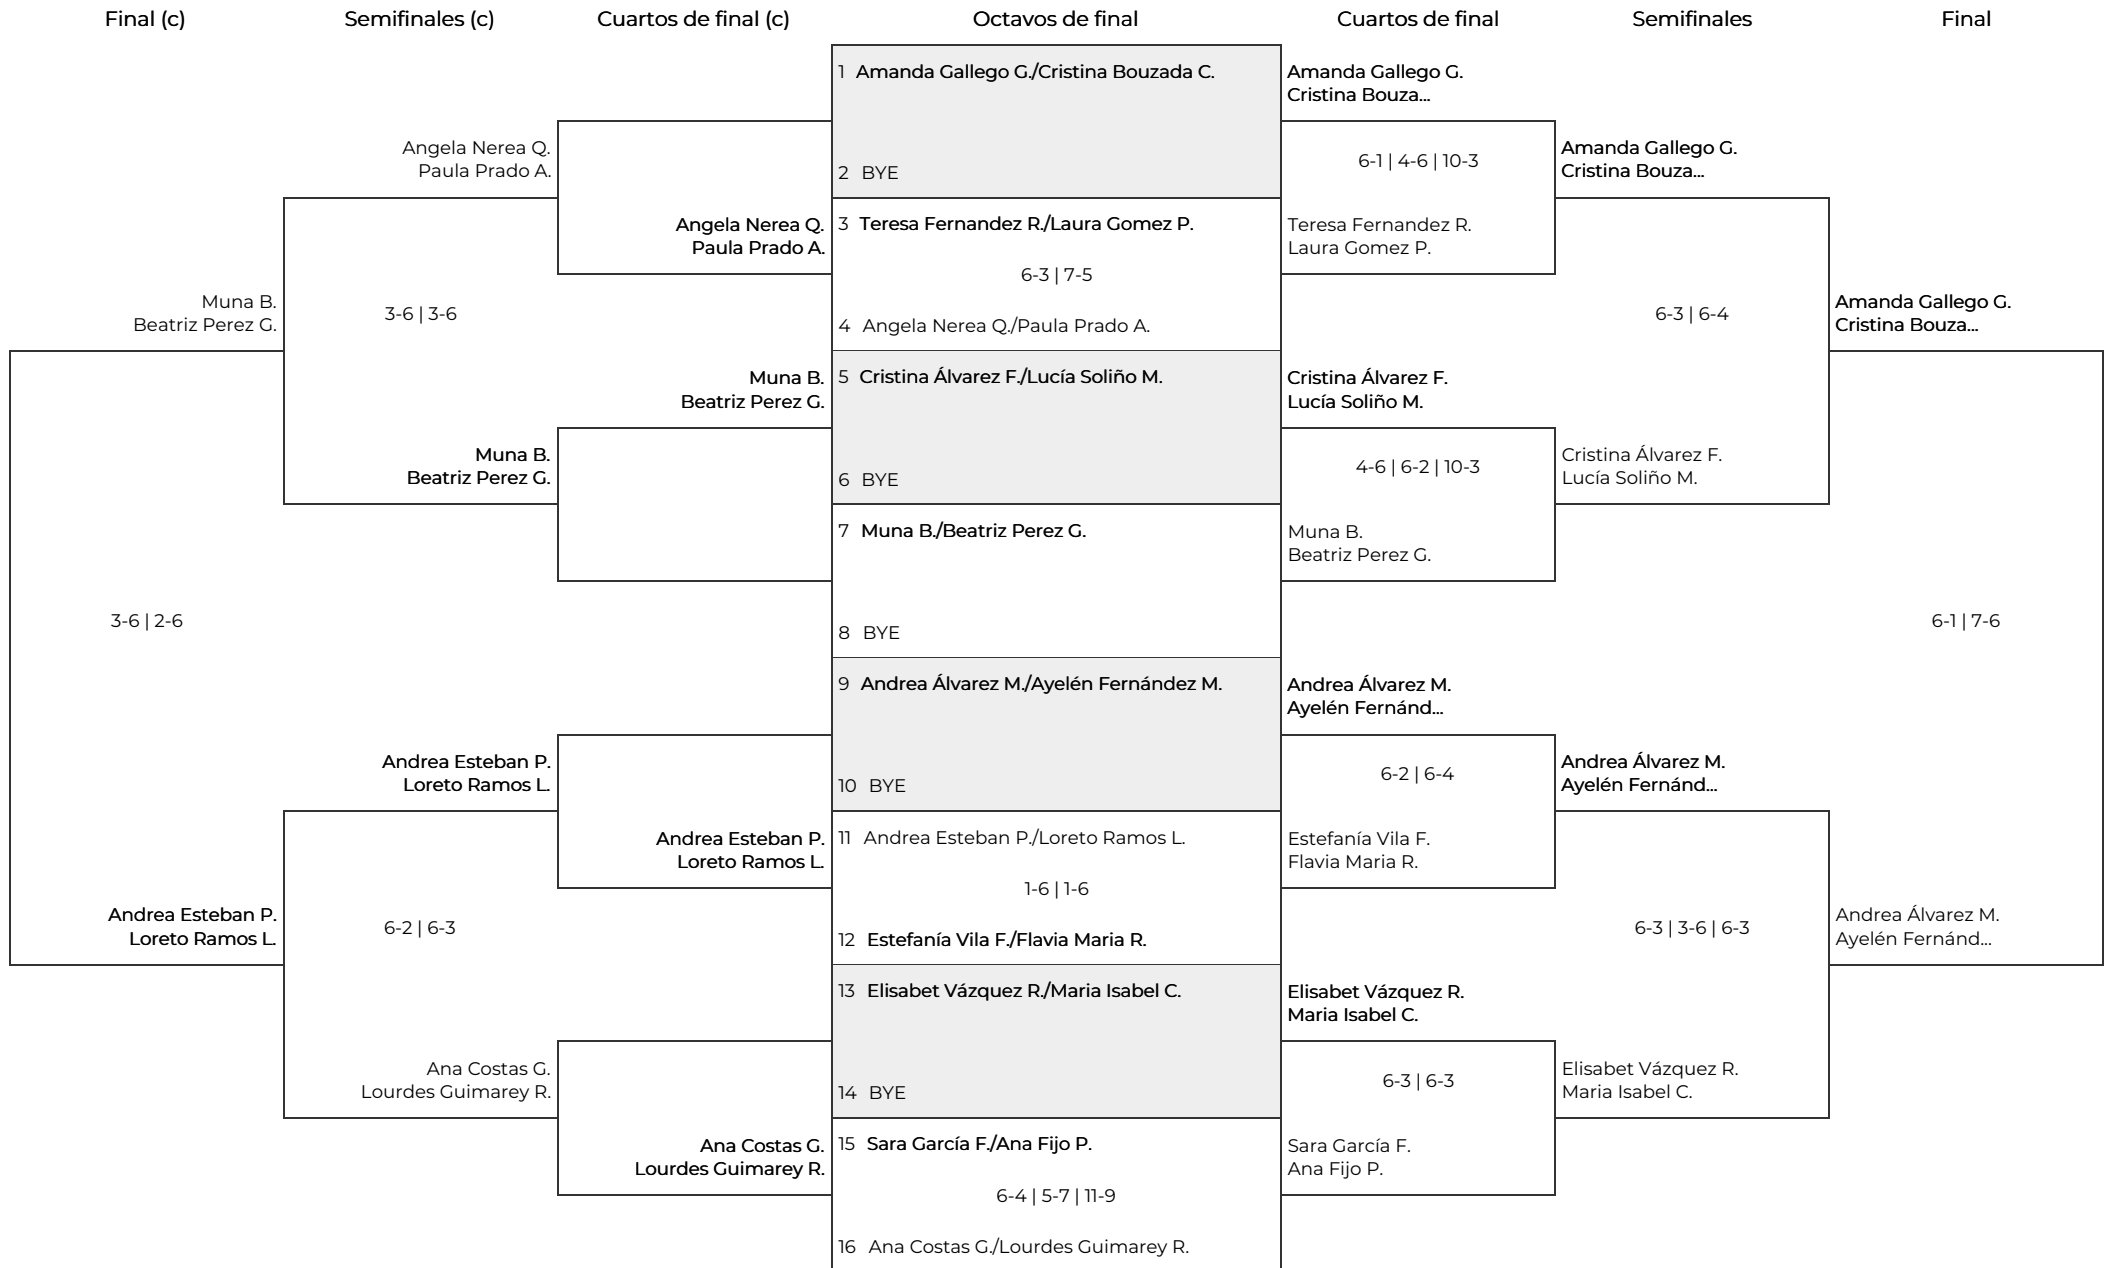 Final (c)
Semifinales (c)
Cuartos de final (c)
Octavos de final
Cuartos de final
Semifinales
Final
Muna B.
Beatriz Perez G.
3-6 | 2-6
Andrea Esteban P.
Loreto Ramos L.
Angela Nerea Q.
Paula Prado A.
3-6 | 3-6
Muna B.
Beatriz Perez G.
Andrea Esteban P.
Loreto Ramos L.
6-2 | 6-3
Ana Costas G.
Lourdes Guimarey R.
Angela Nerea Q.
Paula Prado A.
Muna B.
Beatriz Perez G.
Andrea Esteban P.
Loreto Ramos L.
Ana Costas G.
Lourdes Guimarey R.
1 Amanda Gallego G./Cristina Bouzada C.
2 BYE
3 Teresa Fernandez R./Laura Gomez P.
6-3 | 7-5
4 Angela Nerea Q./Paula Prado A.
5 Cristina Álvarez F./Lucía Soliño M.
6 BYE
7 Muna B./Beatriz Perez G.
8 BYE
9 Andrea Álvarez M./Ayelén Fernández M.
10 BYE
11 Andrea Esteban P./Loreto Ramos L.
1-6 | 1-6
12 Estefanía Vila F./Flavia Maria R.
13 Elisabet Vázquez R./Maria Isabel C.
14 BYE
15 Sara García F./Ana Fijo P.
6-4 | 5-7 | 11-9
16 Ana Costas G./Lourdes Guimarey R.
Amanda Gallego G.
Cristina Bouza...
6-1 | 4-6 | 10-3
Teresa Fernandez R.
Laura Gomez P.
Cristina Álvarez F.
Lucía Soliño M.
4-6 | 6-2 | 10-3
Muna B.
Beatriz Perez G.
Andrea Álvarez M.
Ayelén Fernánd...
6-2 | 6-4
Estefanía Vila F.
Flavia Maria R.
Elisabet Vázquez R.
Maria Isabel C.
6-3 | 6-3
Sara García F.
Ana Fijo P.
Amanda Gallego G.
Cristina Bouza...
6-3 | 6-4
Cristina Álvarez F.
Lucía Soliño M.
Andrea Álvarez M.
Ayelén Fernánd...
6-3 | 3-6 | 6-3
Elisabet Vázquez R.
Maria Isabel C.
Amanda Gallego G.
Cristina Bouza...
6-1 | 7-6
Andrea Álvarez M.
Ayelén Fernánd...